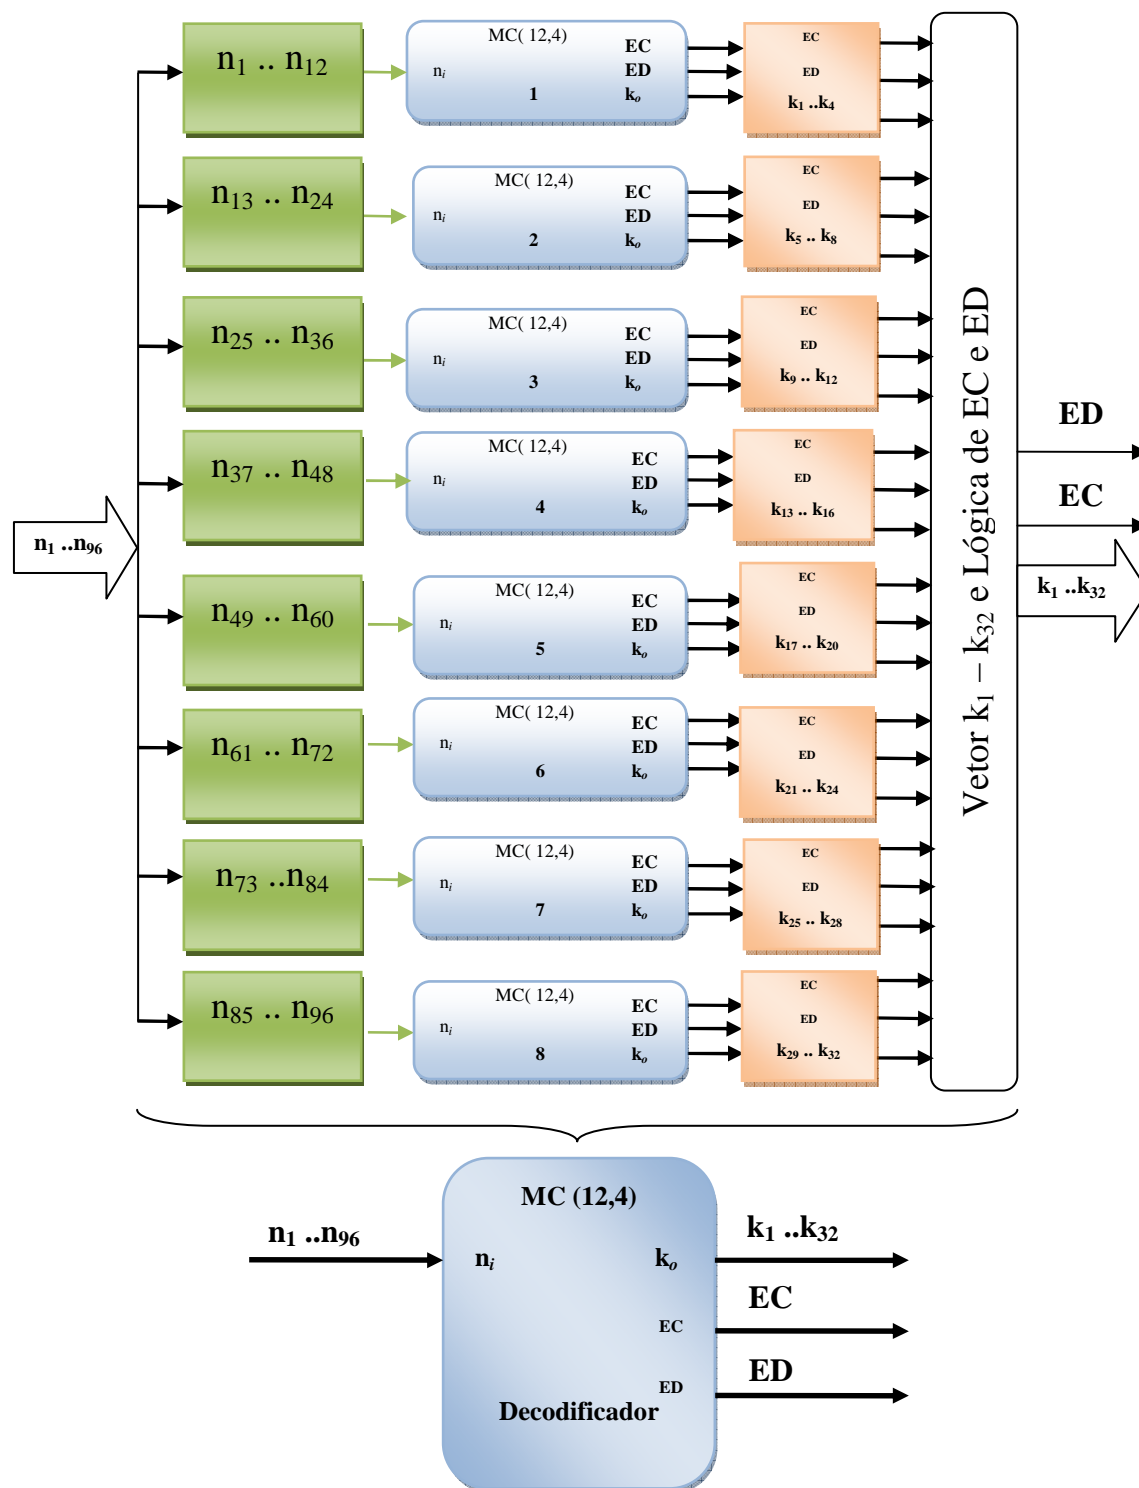 n₁ .. n₁₂
MC( 12,4)
nᵢ
EC
ED
1
kₒ
EC
ED
k₁ ..k₄
n₁₃ .. n₂₄
MC( 12,4)
nᵢ
EC
ED
2
kₒ
EC
ED
k₅ .. k₈
n₂₅ .. n₃₆
MC( 12,4)
nᵢ
EC
ED
3
kₒ
EC
ED
k₉ .. k₁₂
n₃₇ .. n₄₈
MC( 12,4)
nᵢ
EC
ED
4
kₒ
EC
ED
k₁₃ .. k₁₆
n₁ ..n₉₆
n₄₉ .. n₆₀
MC( 12,4)
nᵢ
EC
ED
5
kₒ
EC
ED
k₁₇ .. k₂₀
n₆₁ .. n₇₂
MC( 12,4)
nᵢ
EC
ED
6
kₒ
EC
ED
k₂₁ .. k₂₄
n₇₃ ..n₈₄
MC( 12,4)
nᵢ
EC
ED
7
kₒ
EC
ED
k₂₅ .. k₂₈
n₈₅ .. n₉₆
MC( 12,4)
nᵢ
EC
ED
8
kₒ
EC
ED
k₂₉ .. k₃₂
Vetor k₁ – k₃₂ e Lógica de EC e ED
ED
EC
k₁ ..k₃₂
MC (12,4)
n₁ ..n₉₆
nᵢ
kₒ
k₁ ..k₃₂
EC
EC
ED
ED
Decodificador